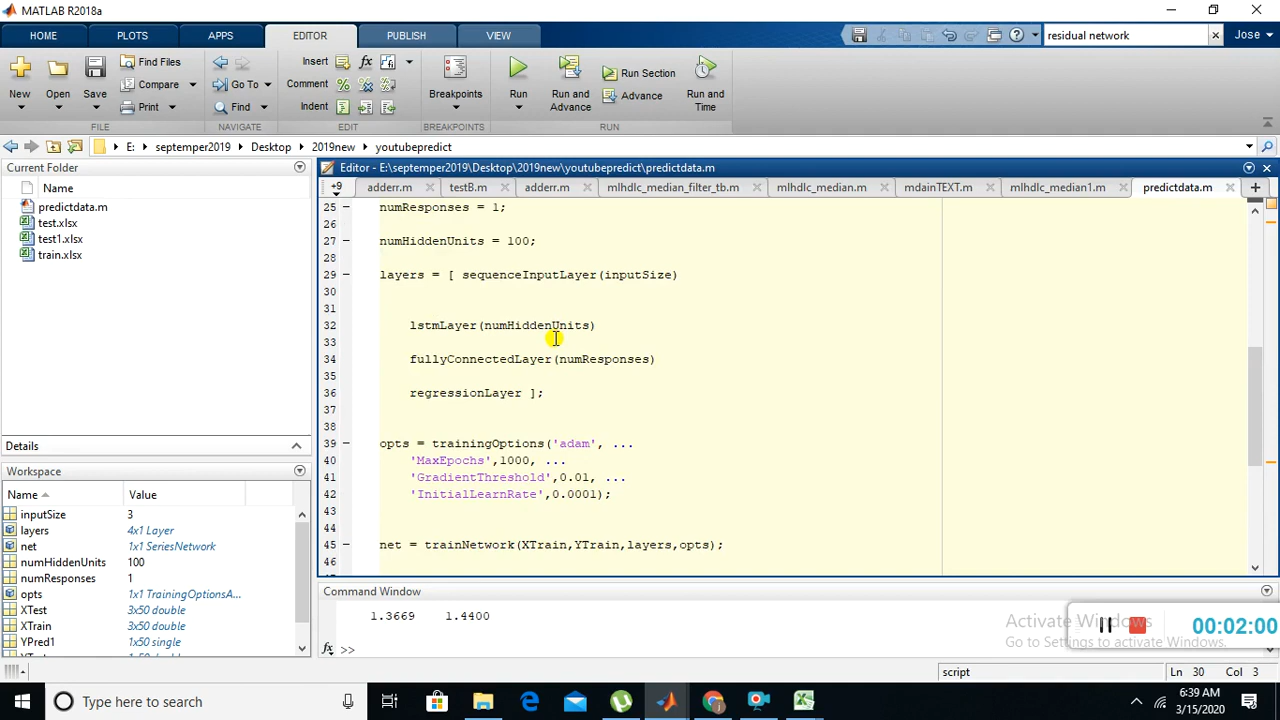 MATLAB R2018a
HOME PLOTS APPS EDITOR PUBLISH VIEW residual network Jose
New Open Save Find Files Compare Print Go To Find Insert Comment Indent Breakpoints Run Run and Advance Run Section Advance Run and Time
FILE NAVIGATE EDIT BREAKPOINTS RUN
E: septemper2019 Desktop 2019new youtubepredict
Current Folder
Name
predictdata.m
test.xlsx
test1.xlsx
train.xlsx
Details
Workspace
Name Value
inputSize 3
layers 4x1 Layer
net 1x1 SeriesNetwork
numHiddenUnits 100
numResponses 1
opts 1x1 TrainingOptionsA...
XTest 3x50 double
XTrain 3x50 double
YPred1 1x50 single
Editor - E:\septemper2019\Desktop\2019new\youtubepredict\predictdata.m
+9 adderr.m testB.m adderr.m mlhdlc_median_filter_tb.m mlhdlc_median.m mdainTEXT.m mlhdlc_median1.m predictdata.m
25 numResponses = 1;
26
27 numHiddenUnits = 100;
28
29 layers = [ sequenceInputLayer(inputSize)
30
31
32 lstmLayer(numHiddenUnits)
33
34 fullyConnectedLayer(numResponses)
35
36 regressionLayer ];
37
38
39 opts = trainingOptions('adam', ...
40 'MaxEpochs',1000, ...
41 'GradientThreshold',0.01, ...
42 'InitialLearnRate',0.0001);
43
44
45 net = trainNetwork(XTrain,YTrain,layers,opts);
46
Command Window
1.3669 1.4400
fx >>
Activate Windows
Go to Settings to activate Windows.
00:02:00
script Ln 30 Col 3
Type here to search
6:39 AM
3/15/2020